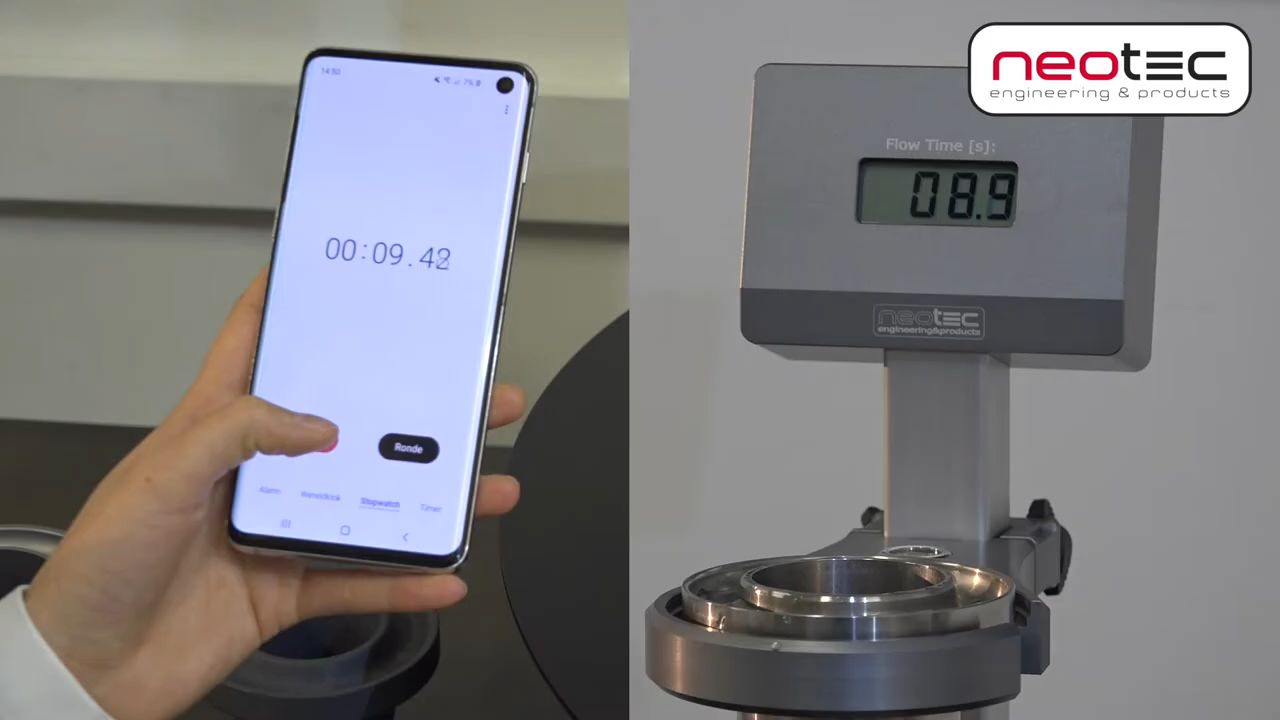 14:50
7%
00:09.42
Ronde
Alarm
Wereldklok
Stopwatch
Timer
neotec
engineering & products
Flow Time [s]:
08.9
neotec
engineering&products